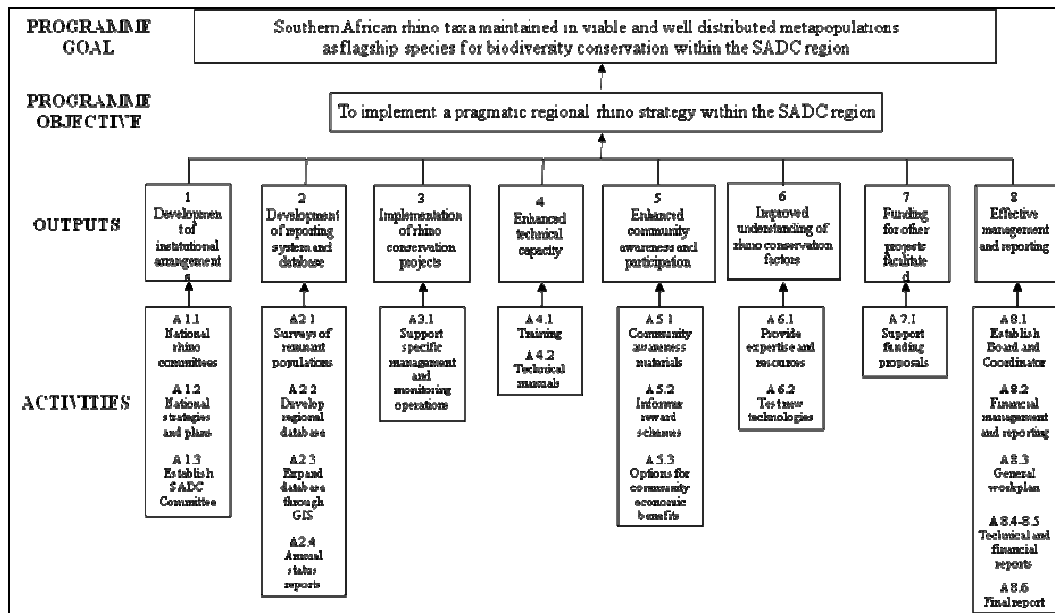 PROGRAMME
GOAL
Southern African rhino taxa maintained in viable and well distributed metapopulations
asflagship species for biodiversity conservation within the SADC region
PROGRAMME
OBJECTIVE
To implement a pragmatic regional rhino strategy within the SADC region
OUTPUTS
1
Developmen
t of
institutional
arrangement
s
2
Development
of reporting
system and
database
3
Implementation
of rhino
conservation
projects
4
Enhanced
technical
capacity
5
Enhanced
community
awareness and
participation
6
Improved
understanding of
rhino conservation
factors
7
Funding
for other
projects
facilitate
d
8
Effective
management
and reporting
ACTIVITIES
A 1.1
National
rhino
committees
A 1.2
National
strategies
and plans
A 1.3
Establish
SADC
Committee
A2.1
Surveys of
remnant
populations
A2.2
Develop
regional
database
A2.3
Expand
database
through
GIS
A2.4
Annual
status
reports
A3.1
Support
specific
management
and
monitoring
operations
A 4.1
Training
A 4.2
Technical
manuals
A 5.1
Community
awareness
materials
A 5.2
Informer
reward
schemes
A 5.3
Options for
community
economic
benefits
A 6.1
Provide
expertise and
resources
A 6.2
Test new
technologies
A 7.1
Support
funding
proposals
A 8.1
Establish
Board and
Coordinator
A 8.2
Financial
management
and reporting
A 8.3
General
workplan
A 8.4-8.5
Technical and
financial
reports
A 8.6
Final report